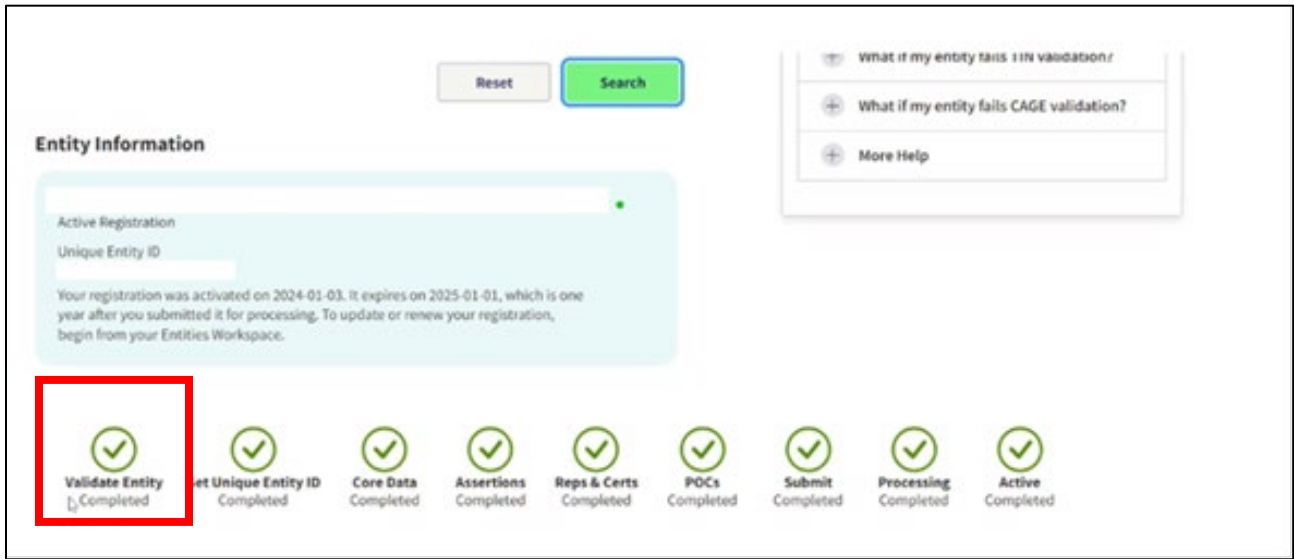 Reset
Search
What if my entity fails TIN validation?
What if my entity fails CAGE validation?
More Help
Entity Information
Active Registration
Unique Entity ID
Your registration was activated on 2024-01-03. It expires on 2025-01-01, which is one
year after you submitted it for processing. To update or renew your registration,
begin from your Entities Workspace.
Validate Entity
Completed
et Unique Entity ID
Completed
Core Data
Completed
Assertions
Completed
Reps & Certs
Completed
POCs
Completed
Submit
Completed
Processing
Completed
Active
Completed